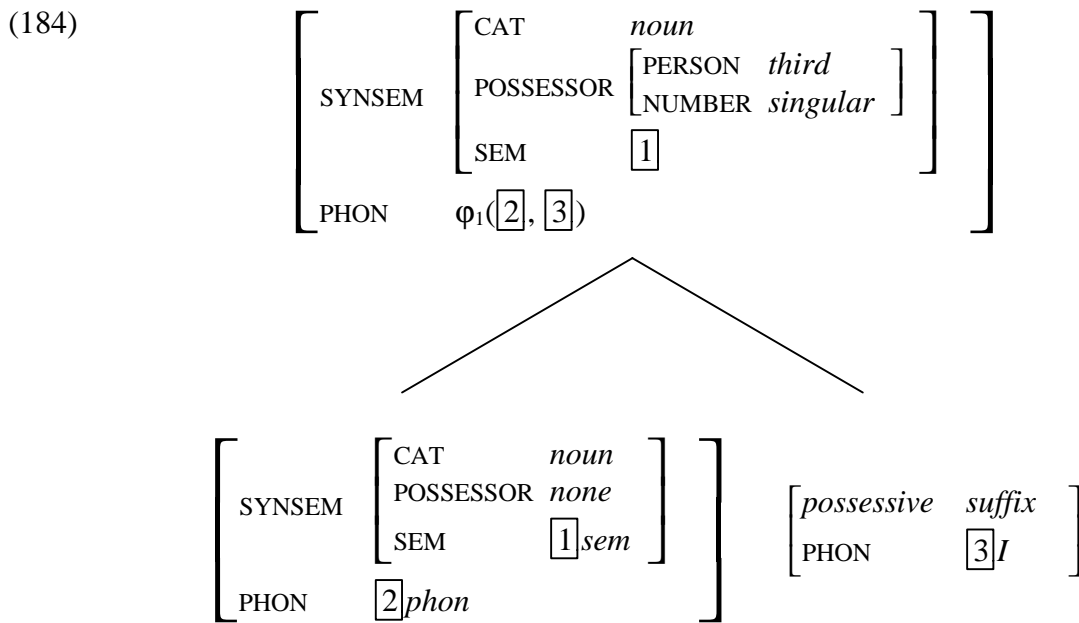 (184)
CAT noun
POSSESSOR PERSON third
NUMBER singular
SYNSEM
SEM 1
PHON φ1(2, 3)
CAT noun
POSSESSOR none
SYNSEM
SEM 1 sem
PHON 2 phon
possessive suffix
PHON 3 I